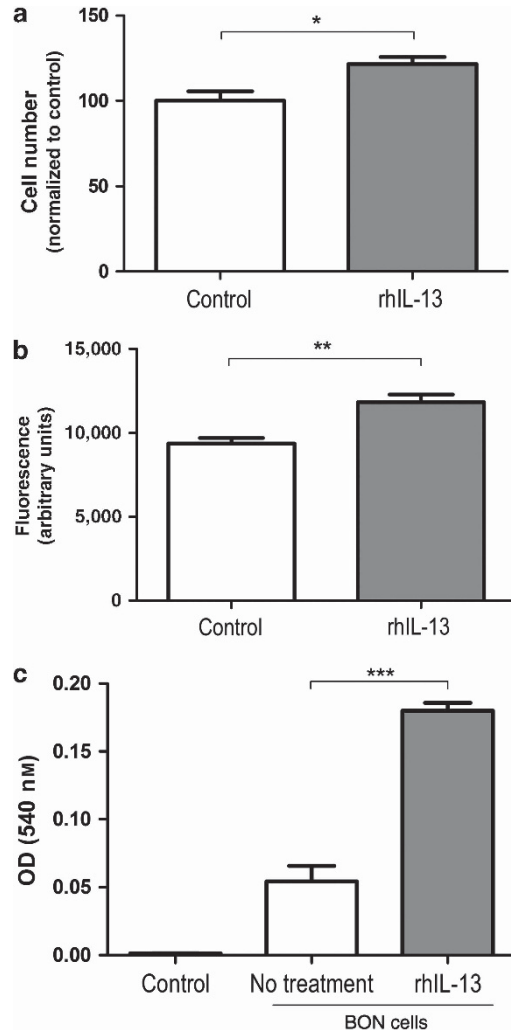 a
*
Cell number
(normalized to control)
150
100
50
0
Control rhIL-13
b
**
Fluorescence
(arbitrary units)
15,000
10,000
5,000
0
Control rhIL-13
c
***
OD (540 nM)
0.20
0.15
0.10
0.05
0.00
Control No treatment rhIL-13
BON cells